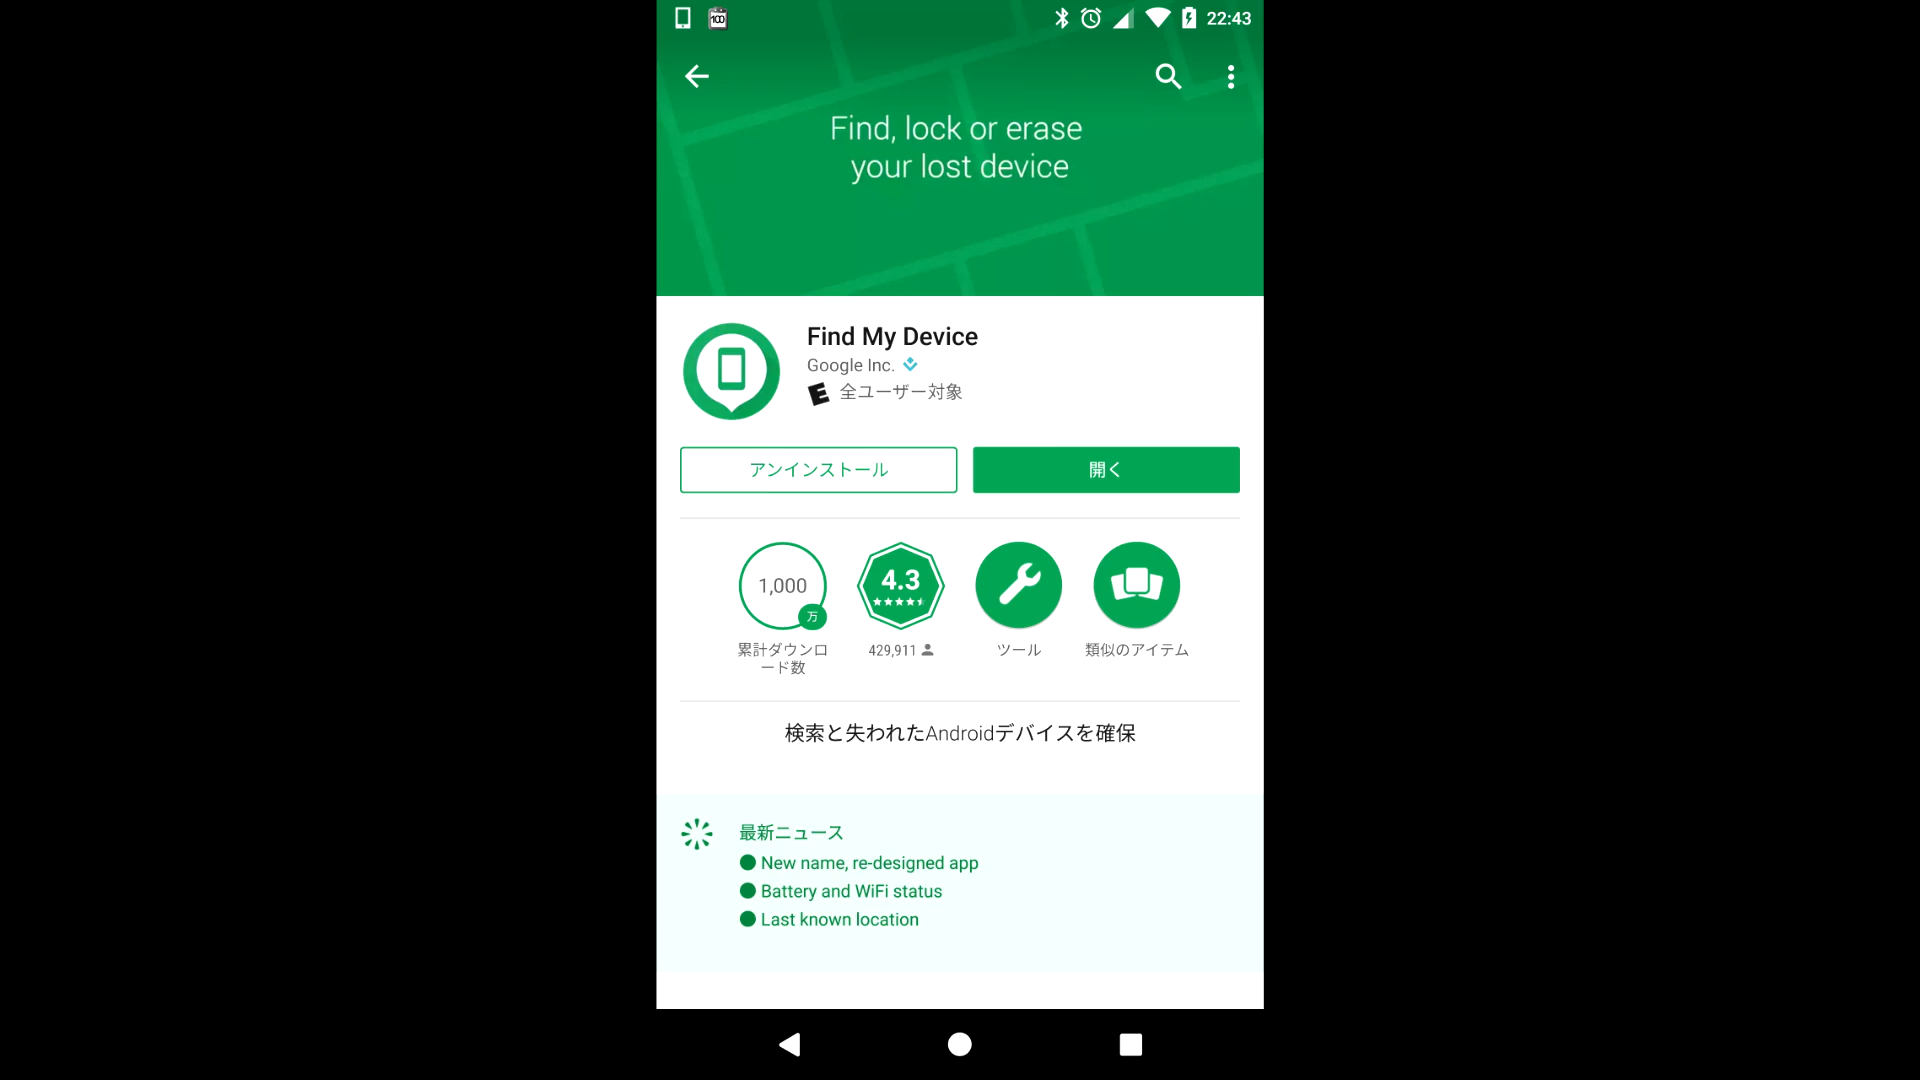 100
22:43
Find, lock or erase
your lost device
Find My Device
Google Inc.
E 全ユーザー対象
アンインストール
開く
1,000
万
累計ダウンロ
ード数
4.3
429,911
ツール
類似のアイテム
検索と失われたAndroidデバイスを確保
最新ニュース
● New name, re-designed app
● Battery and WiFi status
● Last known location